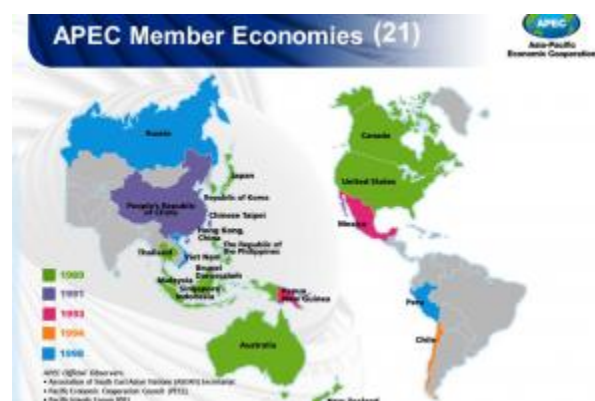 APEC Member Economies (21)
APEC
Asia-Pacific
Economic Cooperation
Russia
Canada
Japan
United States
Republic of Korea
People's Republic
of China
Chinese Taipei
Mexico
Hong Kong,
China
The Republic of
the Philippines
Thailand
Viet Nam
Brunei
Darussalam
Malaysia
Singapore
Indonesia
Papua
New Guinea
Peru
Chile
Australia
1989
1991
1993
1994
1998
APEC Official Observers:
• Association of South East Asian Nations (ASEAN) Secretariat
• Pacific Economic Cooperation Council (PECC)
New Zealand